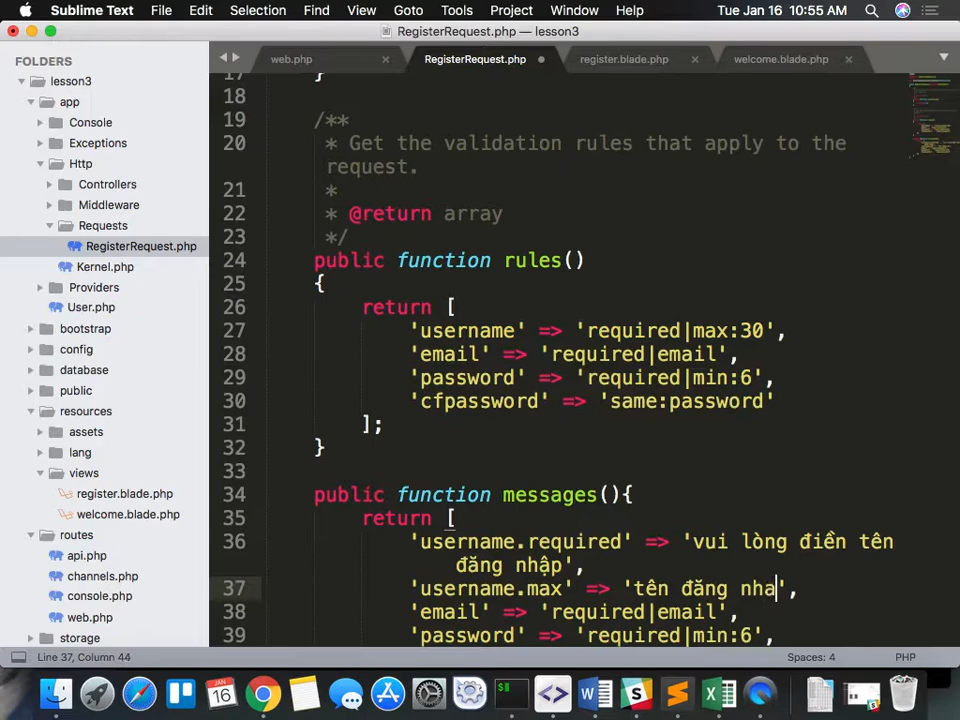 Sublime Text File Edit Selection Find View Goto Tools Project Window Help Tue Jan 16 10:55 AM
RegisterRequest.php — lesson3
FOLDERS
lesson3
app
Console
Exceptions
Http
Controllers
Middleware
Requests
RegisterRequest.php
Kernel.php
Providers
User.php
bootstrap
config
database
public
resources
assets
lang
views
register.blade.php
welcome.blade.php
routes
api.php
channels.php
console.php
web.php
storage
web.php RegisterRequest.php register.blade.php welcome.blade.php
17 }
18
19 /**
20 * Get the validation rules that apply to the
request.
21 *
22 * @return array
23 */
24 public function rules()
25 {
26 return [
27 'username' => 'required|max:30',
28 'email' => 'required|email',
29 'password' => 'required|min:6',
30 'cfpassword' => 'same:password'
31 ];
32 }
33
34 public function messages(){
35 return [
36 'username.required' => 'vui lòng điền tên
đăng nhập',
37 'username.max' => 'tên đăng nha',
38 'email' => 'required|email',
39 'password' => 'required|min:6',
Line 37, Column 44 Spaces: 4 PHP